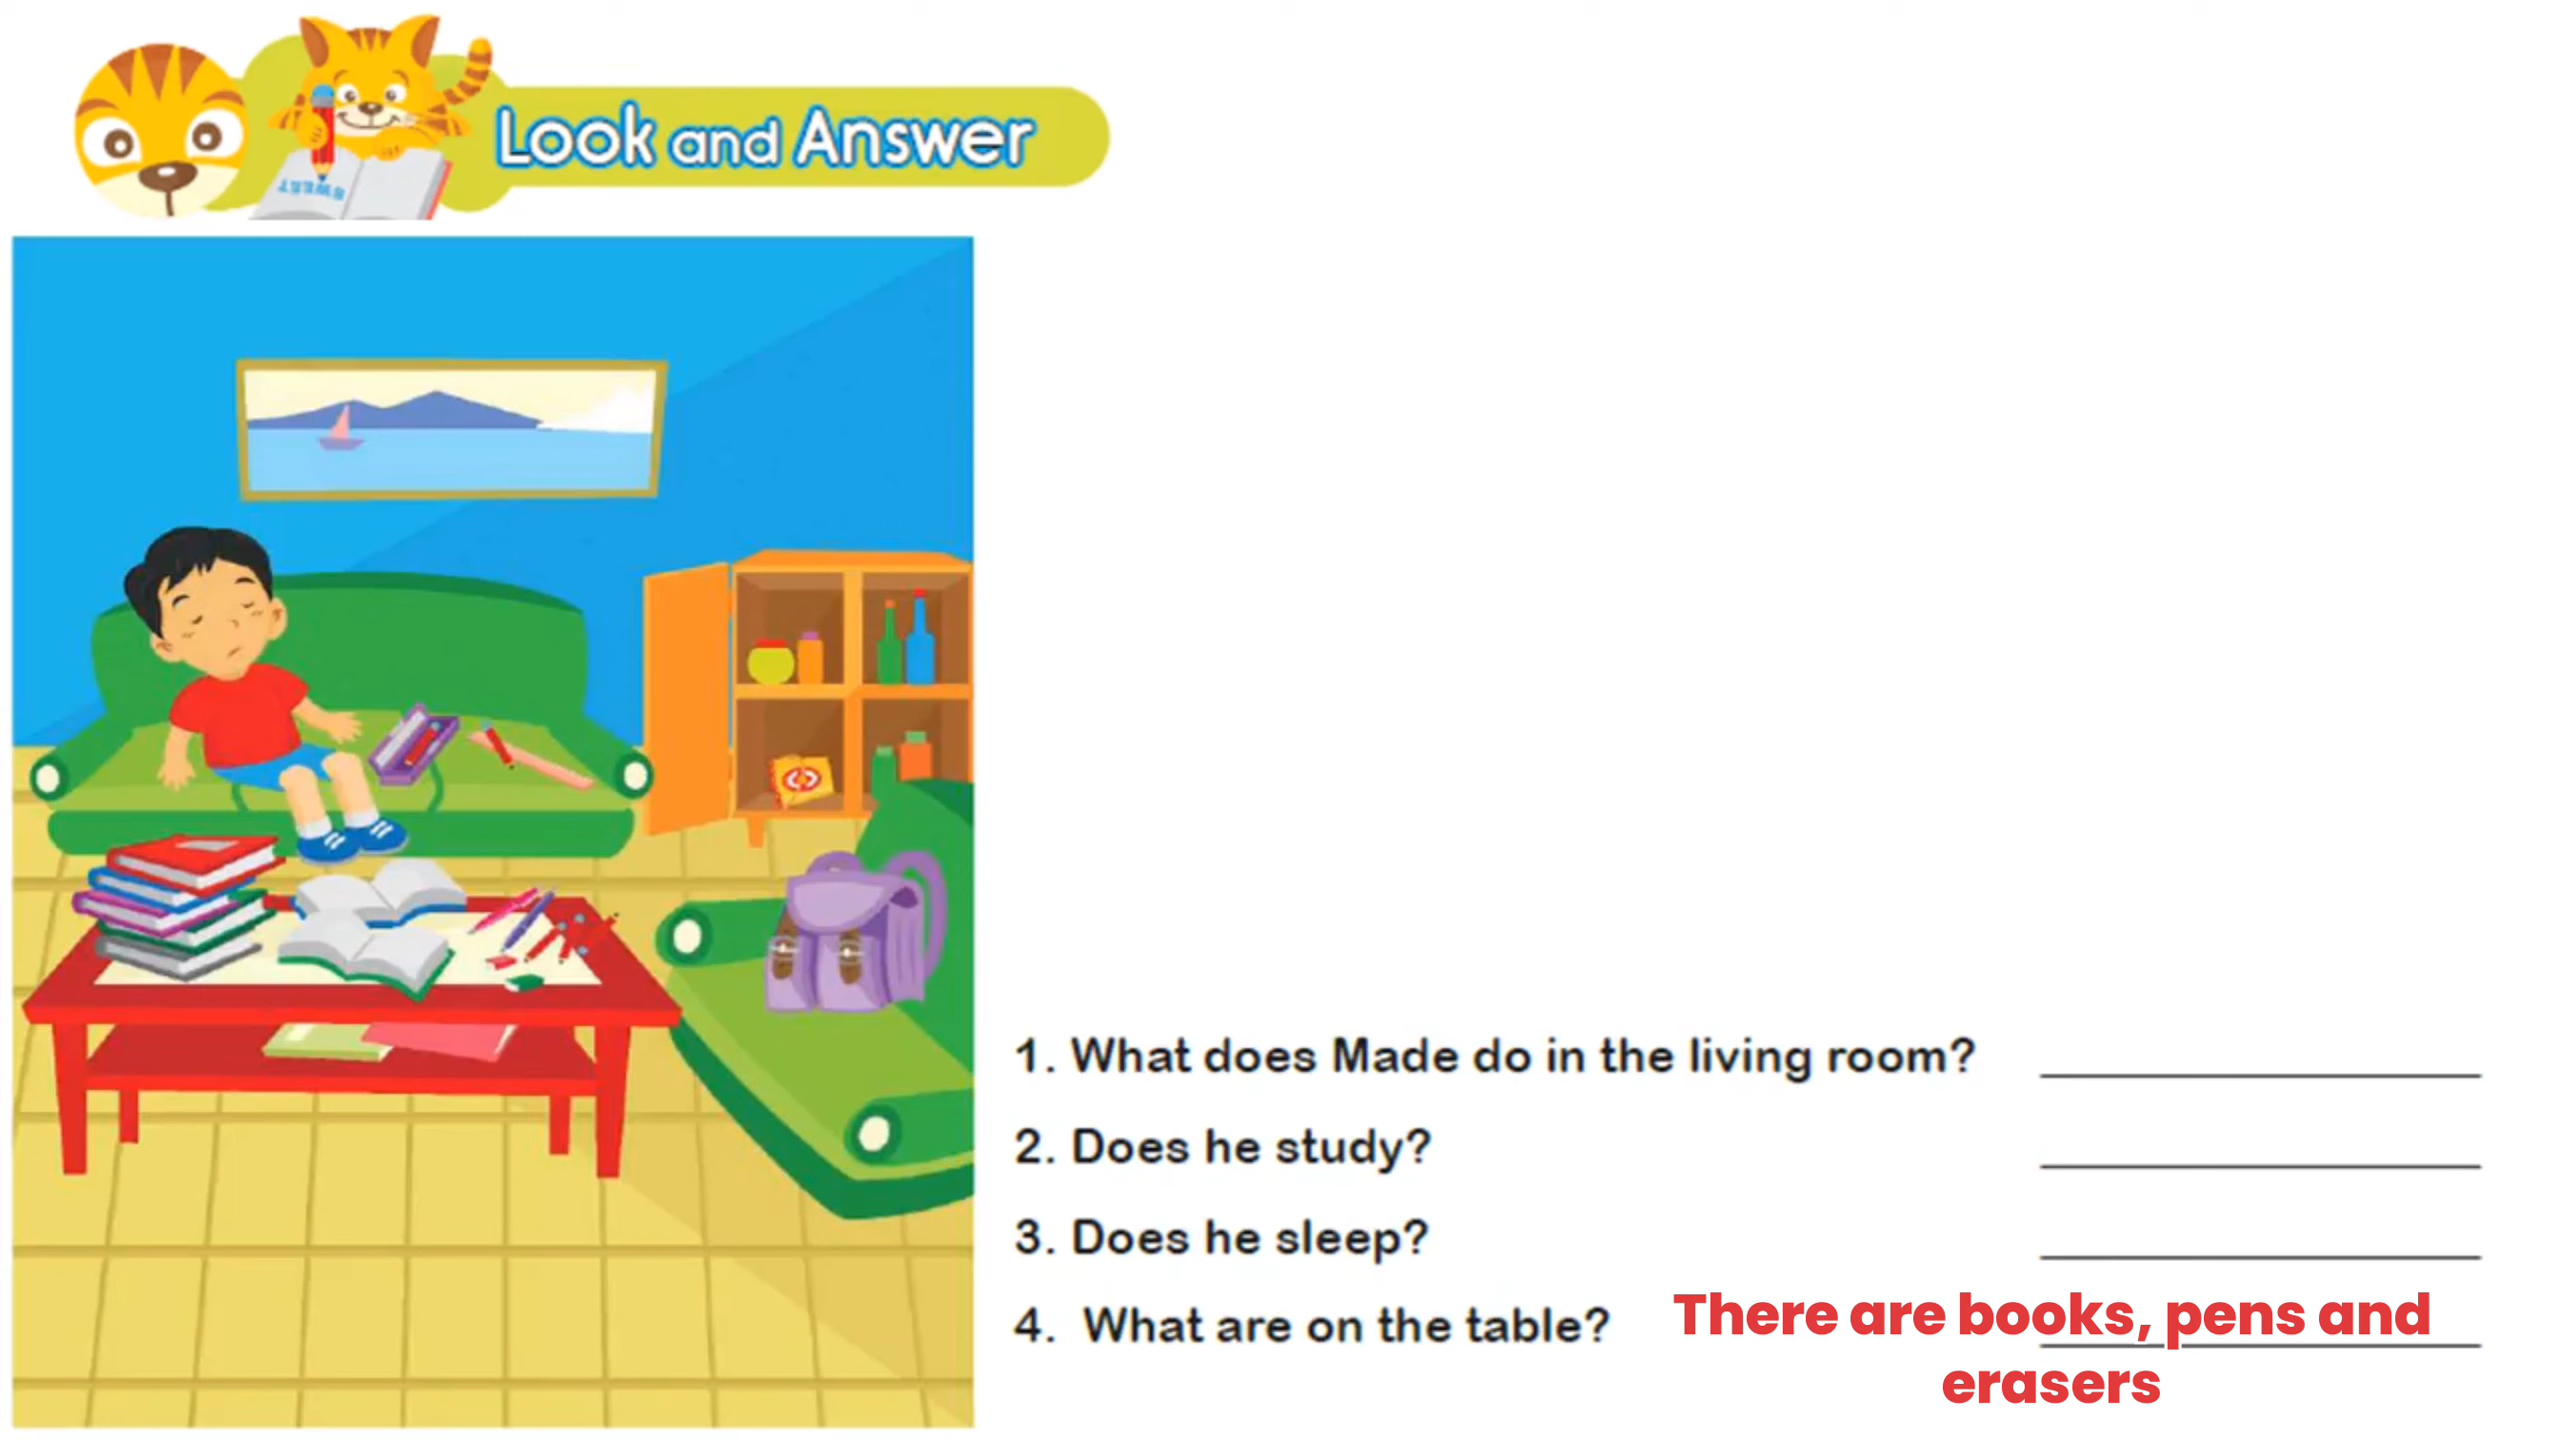 Look and Answer
1. What does Made do in the living room?
2. Does he study?
3. Does he sleep?
4. What are on the table? There are books, pens and
erasers